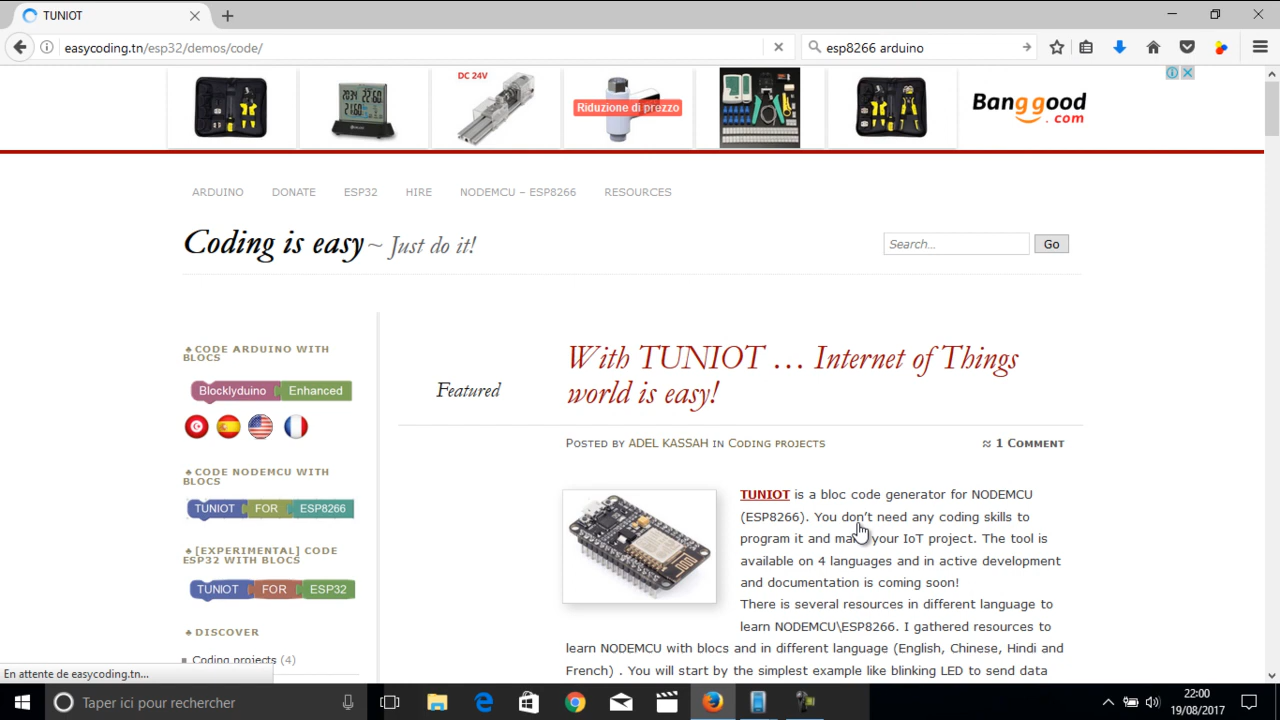 TUNIOT
easycoding.tn/esp32/demos/code/
esp8266 arduino
2034
2160
DC 24V
Riduzione di prezzo
Banggood
.com
ARDUINO
DONATE
ESP32
HIRE
NODEMCU – ESP8266
RESOURCES
Coding is easy ~ Just do it!
Search...
Go
♣ CODE ARDUINO WITH
BLOCS
Blocklyduino Enhanced
♣ CODE NODEMCU WITH
BLOCS
TUNIOT FOR ESP8266
♣ [EXPERIMENTAL] CODE
ESP32 WITH BLOCS
TUNIOT FOR ESP32
♣ DISCOVER
Coding projects (4)
Featured
With TUNIOT … Internet of Things
world is easy!
POSTED BY ADEL KASSAH IN CODING PROJECTS
≈ 1 COMMENT
TUNIOT is a bloc code generator for NODEMCU
(ESP8266). You don’t need any coding skills to
program it and make your IoT project. The tool is
available on 4 languages and in active development
and documentation is coming soon!
There is several resources in different language to
learn NODEMCU\ESP8266. I gathered resources to
learn NODEMCU with blocs and in different language (English, Chinese, Hindi and
French) . You will start by the simplest example like blinking LED to send data
En attente de easycoding.tn...
Taper ici pour rechercher
22:00
19/08/2017